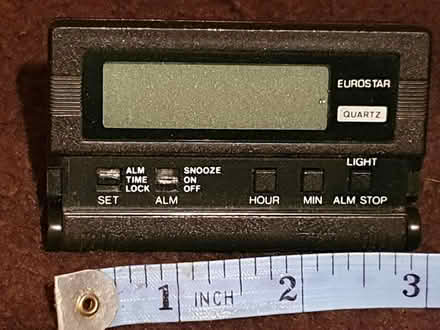 EUROSTAR
QUARTZ
LIGHT
ALM SNOOZE
TIME ON
LOCK OFF
SET ALM HOUR MIN ALM STOP
1 INCH 2 3